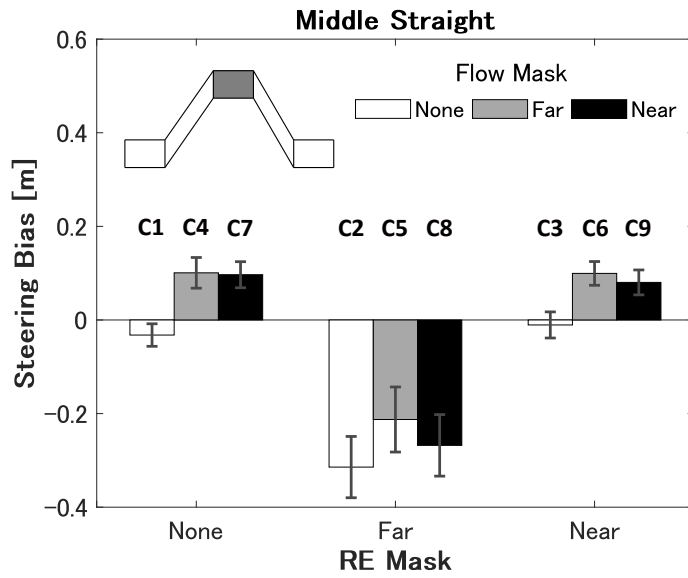 Middle Straight
0.6
Flow Mask
None Far Near
0.4
0.2
C1 C4 C7 C2 C5 C8 C3 C6 C9
0
−0.2
−0.4
Steering Bias [m]
None Far Near
RE Mask